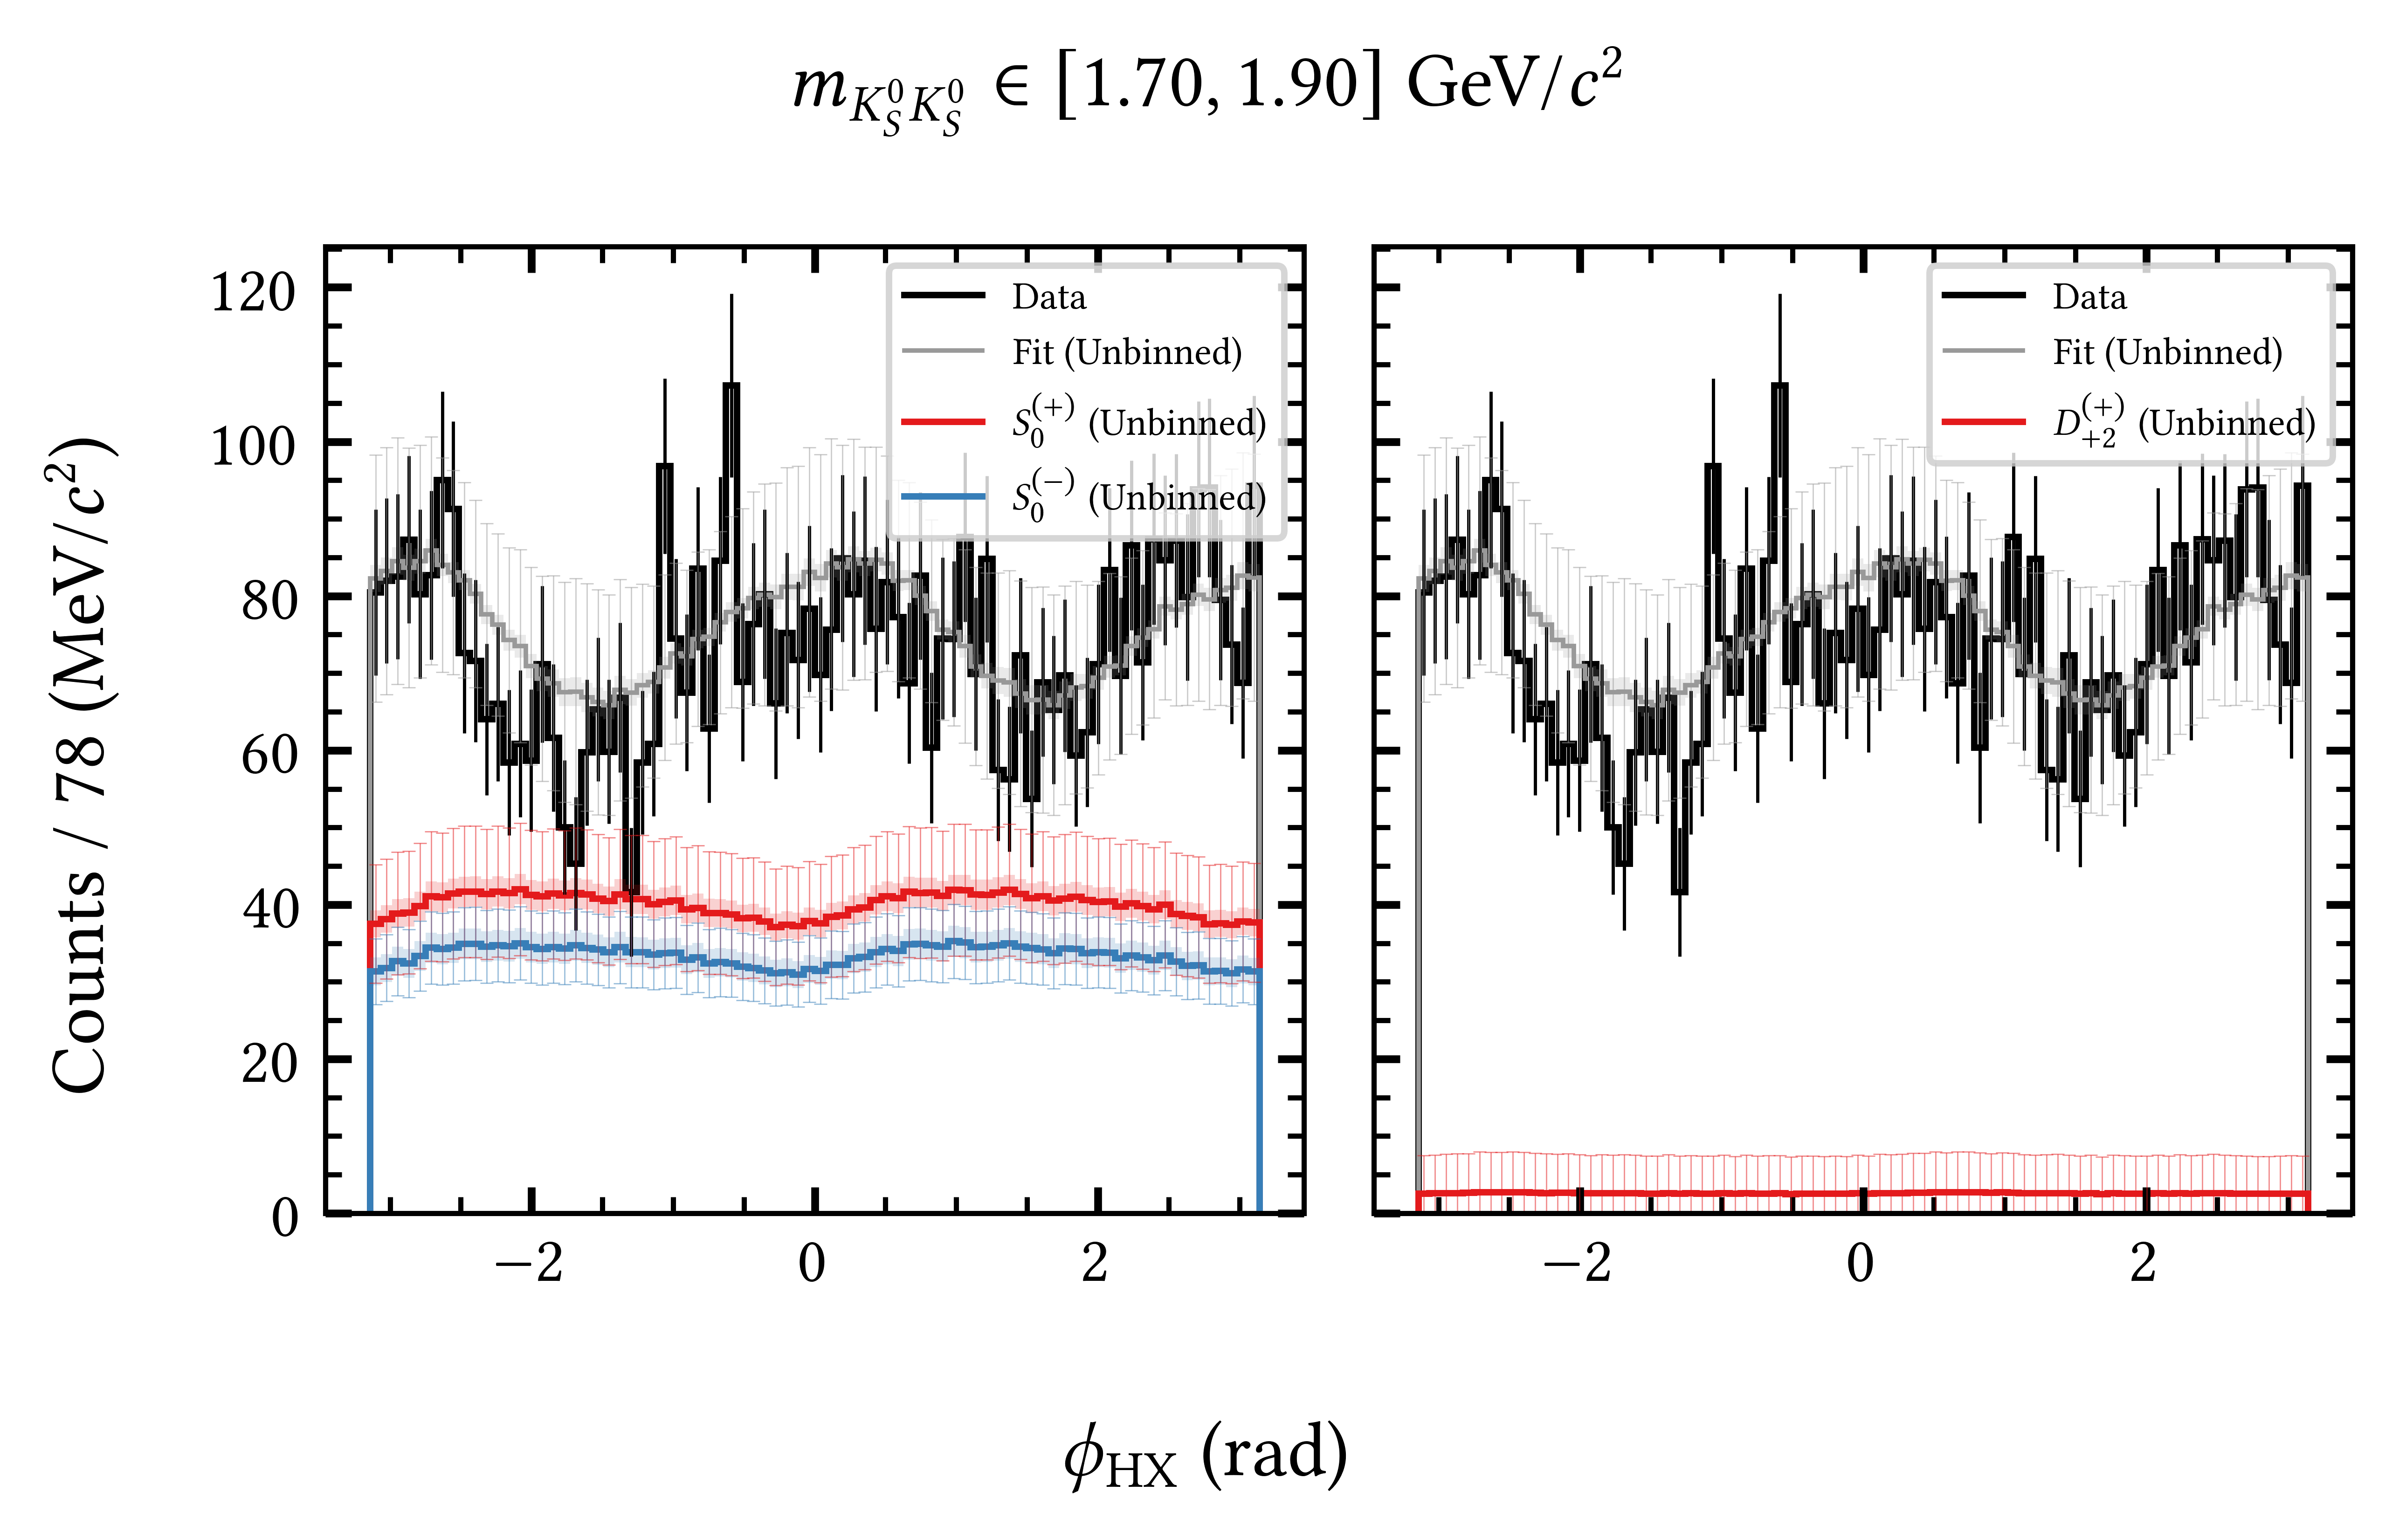 m_{K_S^0 K_S^0} ∈ [1.70, 1.90] GeV/c²
Counts / 78 (MeV/c²)
120
100
80
60
40
20
0
Data
Fit (Unbinned)
S_0^{(+)} (Unbinned)
S_0^{(−)} (Unbinned)
−2
0
2
Data
Fit (Unbinned)
D_{+2}^{(+)} (Unbinned)
−2
0
2
ϕ_{HX} (rad)